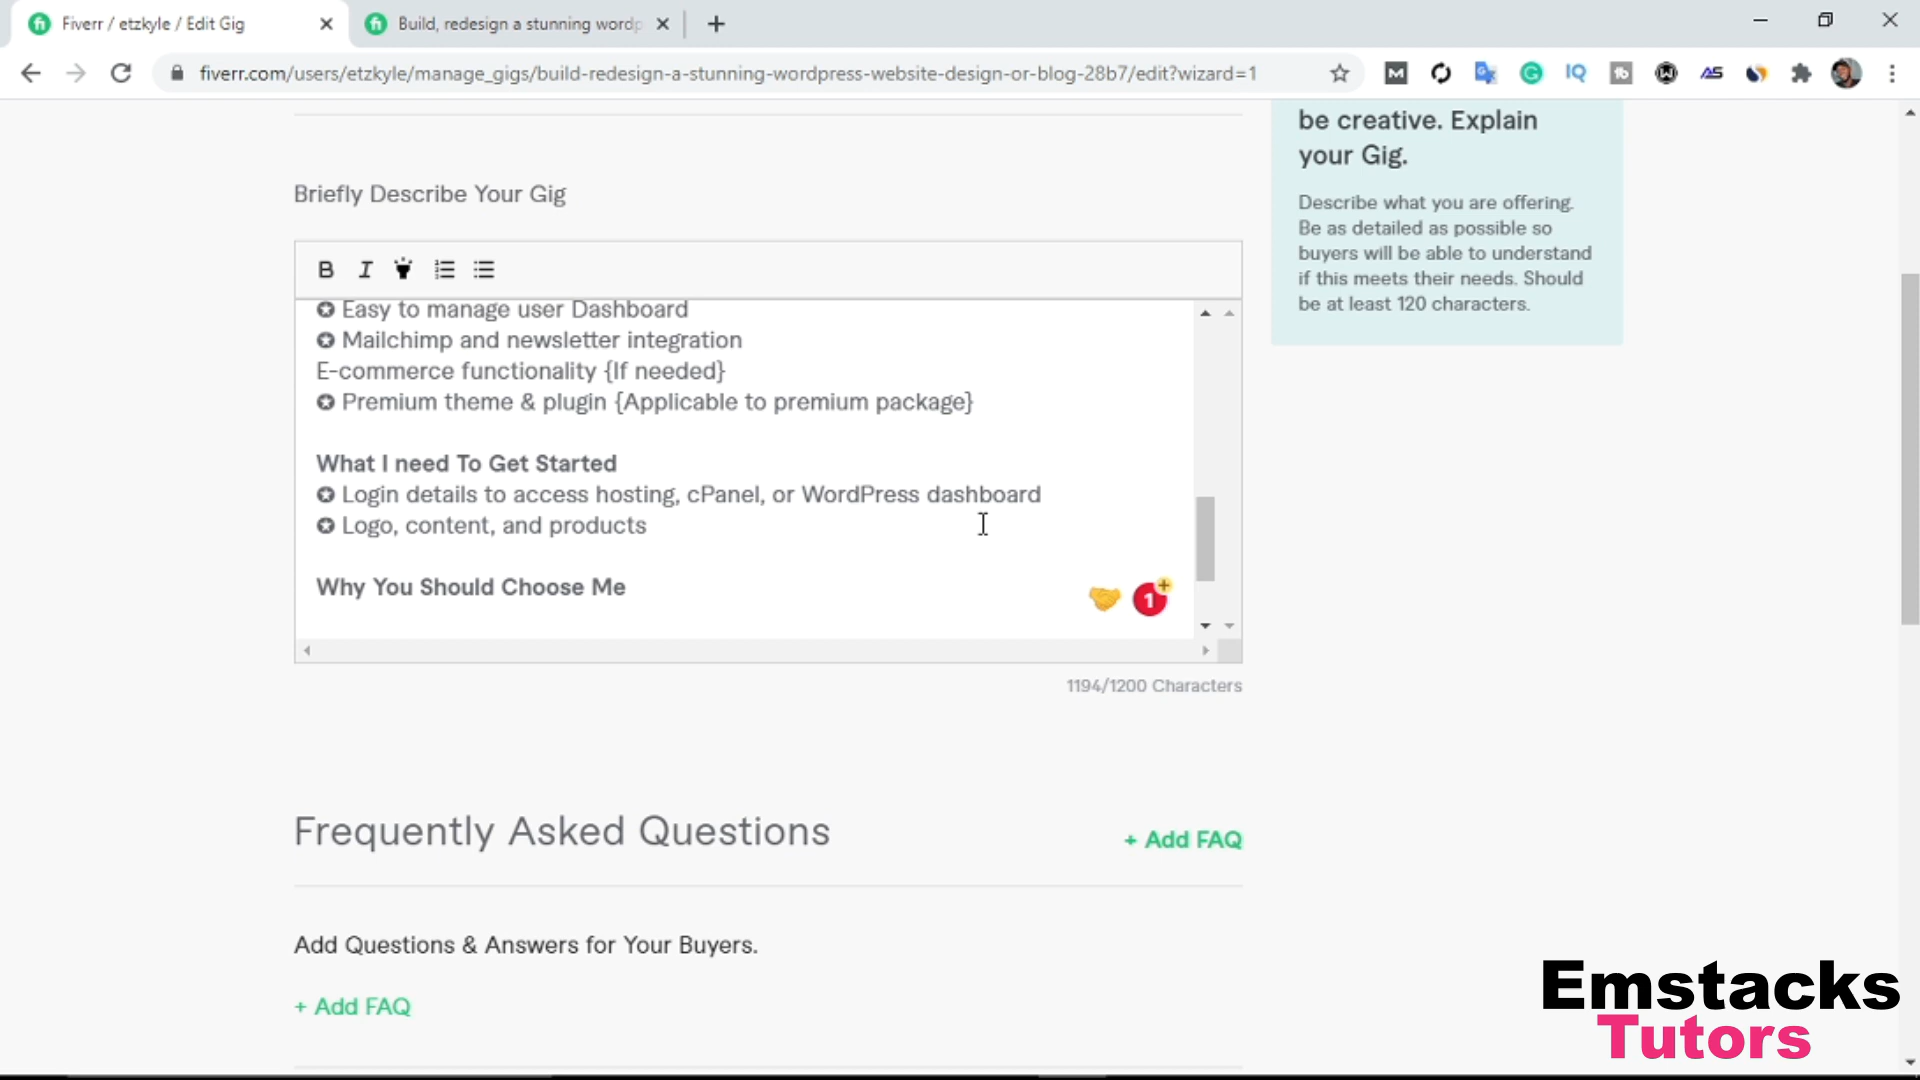 Fiverr / etzkyle / Edit Gig
Build, redesign a stunning wordp
fiverr.com/users/etzkyle/manage_gigs/build-redesign-a-stunning-wordpress-website-design-or-blog-28b7/edit?wizard=1
be creative. Explain
your Gig.
Describe what you are offering.
Be as detailed as possible so
buyers will be able to understand
if this meets their needs. Should
be at least 120 characters.
Briefly Describe Your Gig
B I
✪ Easy to manage user Dashboard
✪ Mailchimp and newsletter integration
E-commerce functionality {If needed}
✪ Premium theme & plugin {Applicable to premium package}
What I need To Get Started
✪ Login details to access hosting, cPanel, or WordPress dashboard
✪ Logo, content, and products
Why You Should Choose Me
1
1194/1200 Characters
Frequently Asked Questions
+ Add FAQ
Add Questions & Answers for Your Buyers.
+ Add FAQ
Emstacks
Tutors